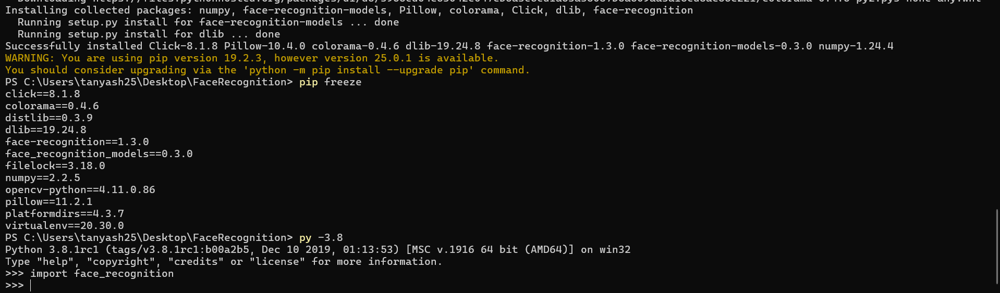 Installing collected packages: numpy, face-recognition-models, Pillow, colorama, Click, dlib, face-recognition
  Running setup.py install for face-recognition-models ... done
  Running setup.py install for dlib ... done
Successfully installed Click-8.1.8 Pillow-10.4.0 colorama-0.4.6 dlib-19.24.8 face-recognition-1.3.0 face-recognition-models-0.3.0 numpy-1.24.4
WARNING: You are using pip version 19.2.3, however version 25.0.1 is available.
You should consider upgrading via the 'python -m pip install --upgrade pip' command.
PS C:\Users\tanyash25\Desktop\FaceRecognition> pip freeze
click==8.1.8
colorama==0.4.6
distlib==0.3.9
dlib==19.24.8
face-recognition==1.3.0
face_recognition_models==0.3.0
filelock==3.18.0
numpy==2.2.5
opencv-python==4.11.0.86
pillow==11.2.1
platformdirs==4.3.7
virtualenv==20.30.0
PS C:\Users\tanyash25\Desktop\FaceRecognition> py -3.8
Python 3.8.1rc1 (tags/v3.8.1rc1:b00a2b5, Dec 10 2019, 01:13:53) [MSC v.1916 64 bit (AMD64)] on win32
Type "help", "copyright", "credits" or "license" for more information.
>>> import face_recognition
>>>